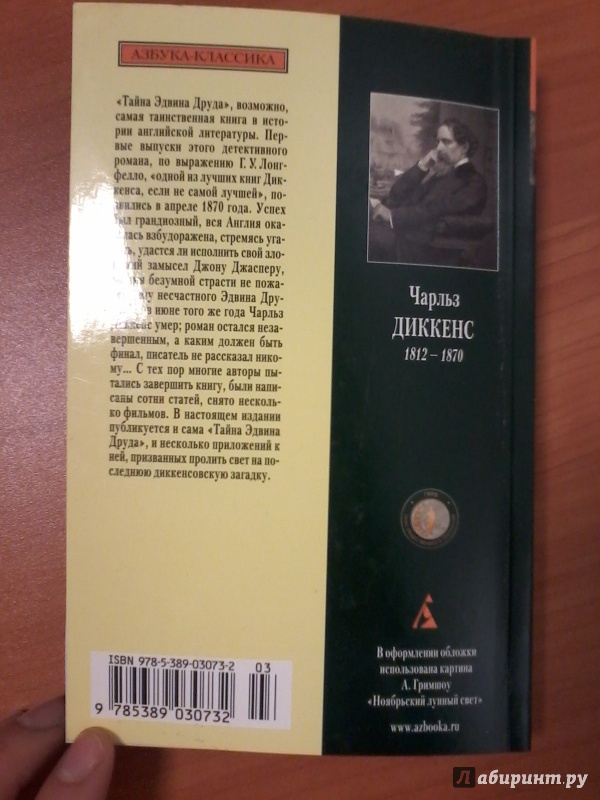 АЗБУКА-КЛАССИКА
«Тайна Эдвина Друда», возможно,
самая таинственная книга в исто-
рии английской литературы. Пер-
вые выпуски этого детективного
романа, по выражению Г. У. Лонг-
фелло, «одной из лучших книг Дик-
кенса, если не самой лучшей», по-
явились в апреле 1870 года. Успех
был грандиозный, вся Англия ока-
залась взбудоражена, стремясь уга-
удастся ли исполнить свой зло-
замысел Джону Джасперу,
безумной страсти не пожа-
несчастного Эдвина Дру-
в июне того же года Чарльз
Диккенс умер; роман остался неза-
вершенным, а каким должен быть
финал, писатель не рассказал нико-
му... С тех пор многие авторы пы-
тались завершить книгу, были напи-
саны сотни статей, снято несколь-
ко фильмов. В настоящем издании
публикуется и сама «Тайна Эдвина
Друда», и несколько приложений к
ней, призванных пролить свет на по-
следнюю диккенсовскую загадку.
ISBN 978-5-389-03073-2
03
9 785389 030732
Чарльз
ДИККЕНС
1812 – 1870
В оформлении обложки
использована картина
А. Гримшоу
«Ноябрьский лунный свет»
www.azbooka.ru
Лабиринт.ру